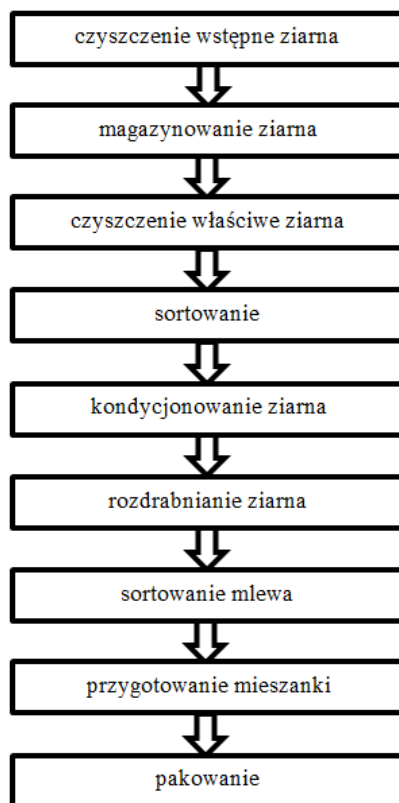 czyszczenie wstępne ziarna
magazynowanie ziarna
czyszczenie właściwe ziarna
sortowanie
kondycjonowanie ziarna
rozdrabnianie ziarna
sortowanie mlewa
przygotowanie mieszanki
pakowanie